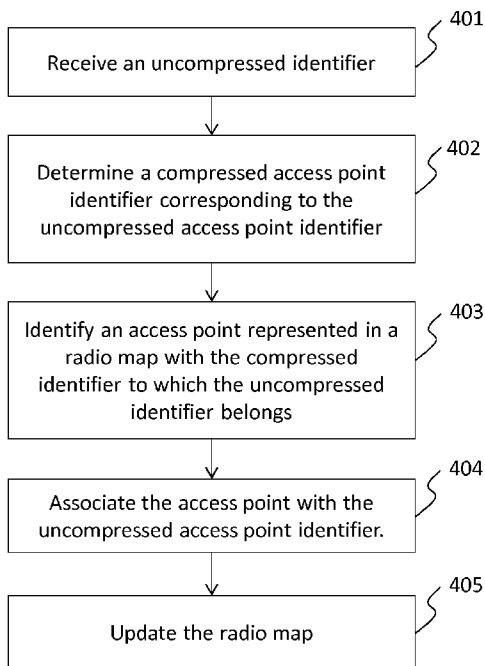 401
Receive an uncompressed identifier
402
Determine a compressed access point
identifier corresponding to the
uncompressed access point identifier
403
Identify an access point represented in a
radio map with the compressed
identifier to which the uncompressed
identifier belongs
404
Associate the access point with the
uncompressed access point identifier.
405
Update the radio map